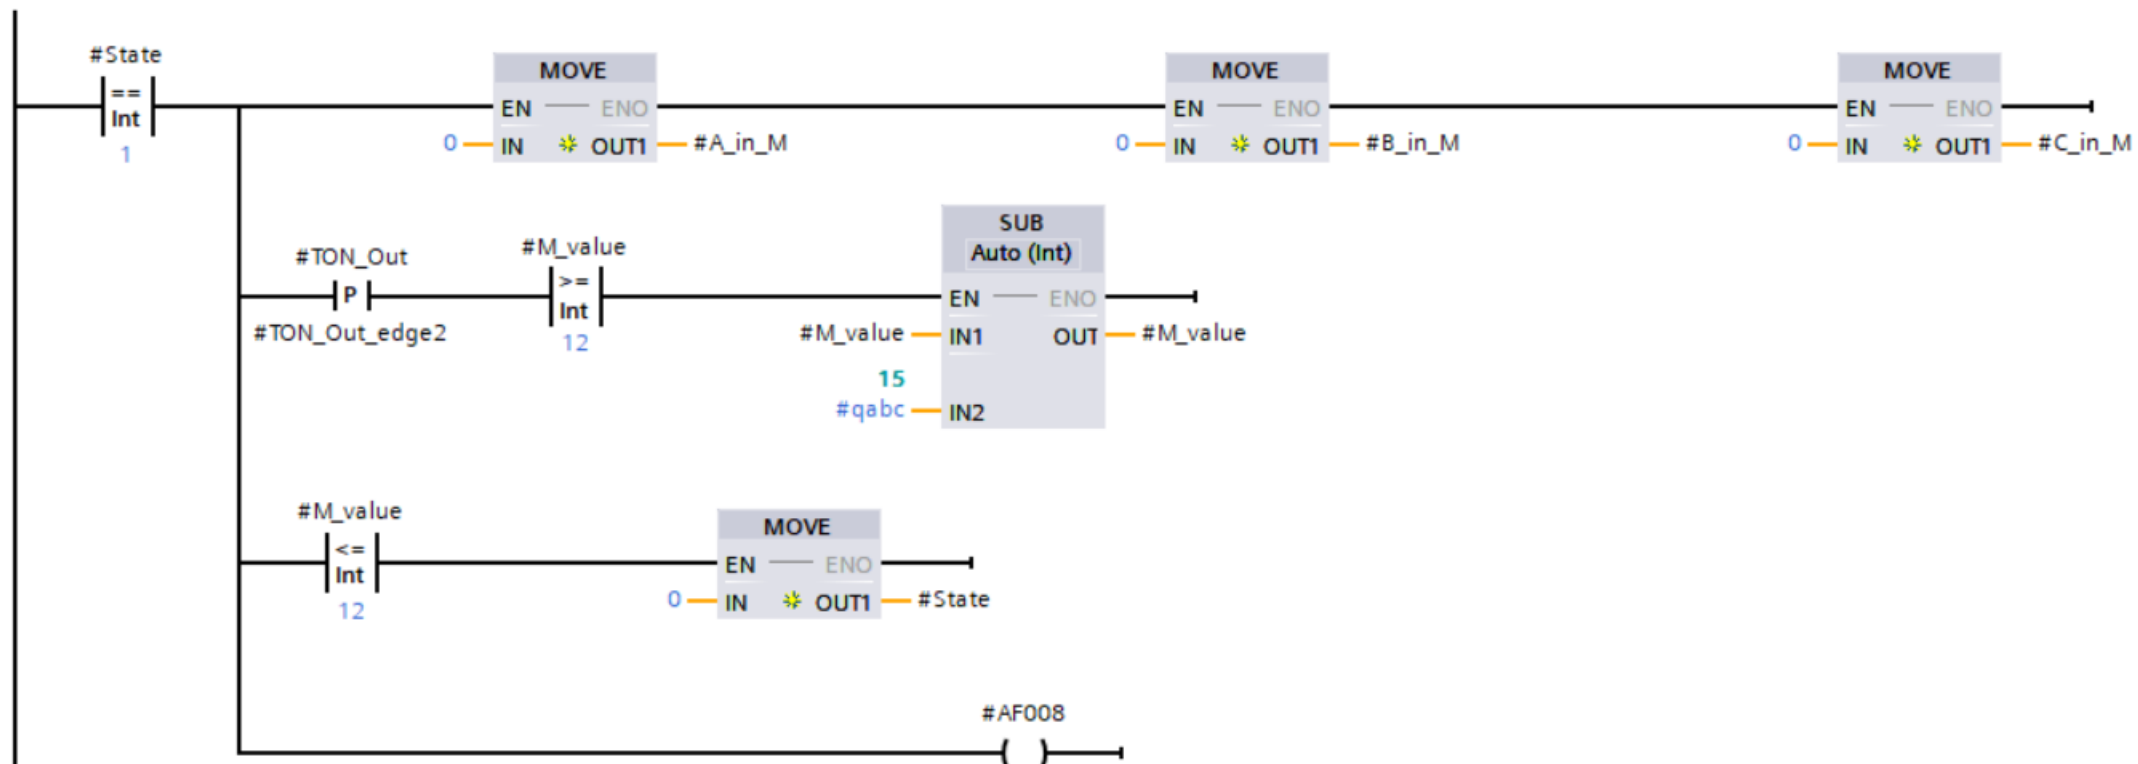 #State
==
Int
1
MOVE
EN ENO
0 IN OUT1 #A_in_M
MOVE
EN ENO
0 IN OUT1 #B_in_M
MOVE
EN ENO
0 IN OUT1 #C_in_M
#TON_Out
P
#TON_Out_edge2
#M_value
>=
Int
12
SUB
Auto (Int)
EN ENO
#M_value IN1 OUT #M_value
15
#qabc IN2
#M_value
<=
Int
12
MOVE
EN ENO
0 IN OUT1 #State
#AF008